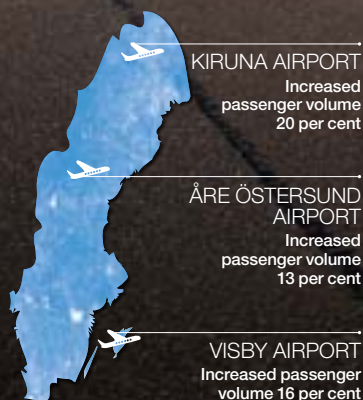 KIRUNA AIRPORT
Increased
passenger volume
20 per cent
ÅRE ÖSTERSUND
AIRPORT
Increased
passenger volume
13 per cent
VISBY AIRPORT
Increased passenger
volume 16 per cent